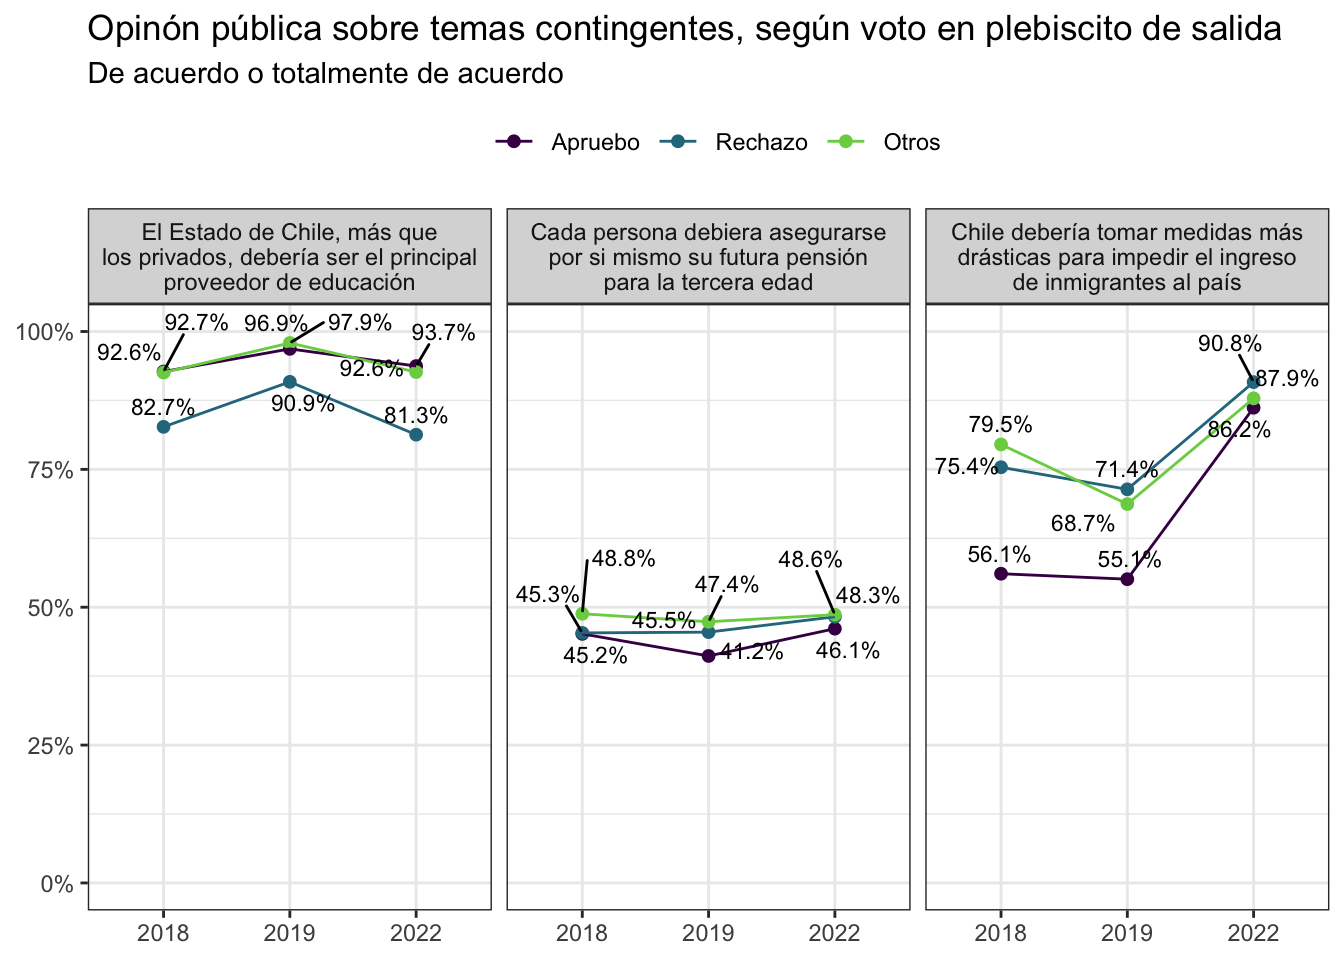 Opinón pública sobre temas contingentes, según voto en plebiscito de salida
De acuerdo o totalmente de acuerdo
Apruebo
Rechazo
Otros
El Estado de Chile, más que
los privados, debería ser el principal
proveedor de educación
Cada persona debiera asegurarse
por si mismo su futura pensión
para la tercera edad
Chile debería tomar medidas más
drásticas para impedir el ingreso
de inmigrantes al país
100%
75%
50%
25%
0%
92.7%
96.9%
97.9%
93.7%
92.6%
92.6%
82.7%
90.9%
81.3%
48.8%
45.3%
47.4%
48.6%
48.3%
45.5%
45.2%
41.2%
46.1%
90.8%
87.9%
79.5%
86.2%
75.4%
71.4%
68.7%
56.1%
55.1%
2018
2019
2022
2018
2019
2022
2018
2019
2022